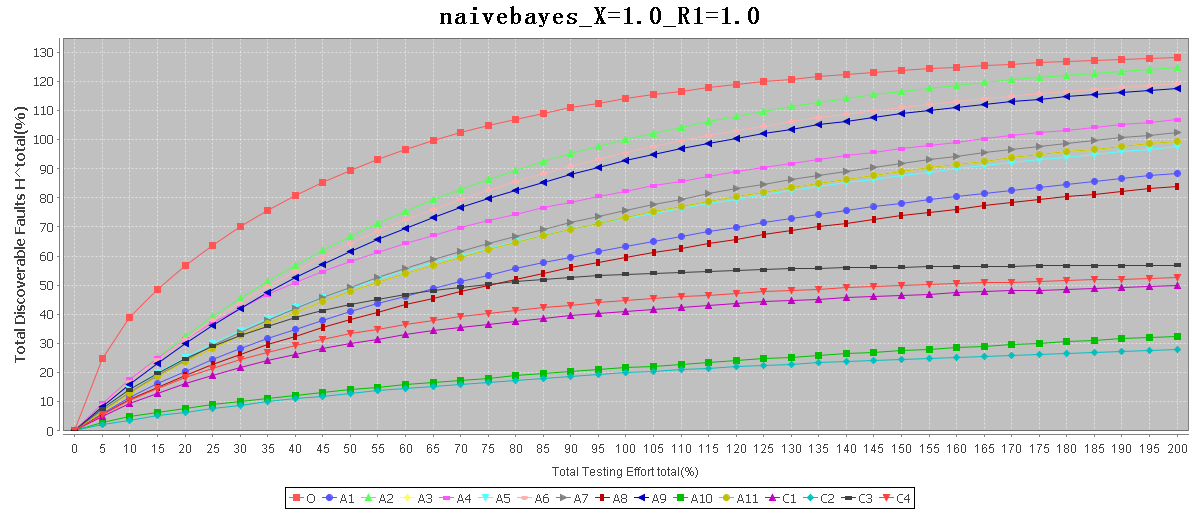 naivebayes_X=1.0_R1=1.0
Total Discoverable Faults H^total(%)
130
120
110
100
90
80
70
60
50
40
30
20
10
0
0 5 10 15 20 25 30 35 40 45 50 55 60 65 70 75 80 85 90 95 100 105 110 115 120 125 130 135 140 145 150 155 160 165 170 175 180 185 190 195 200
Total Testing Effort total(%)
O A1 A2 A3 A4 A5 A6 A7 A8 A9 A10 A11 C1 C2 C3 C4